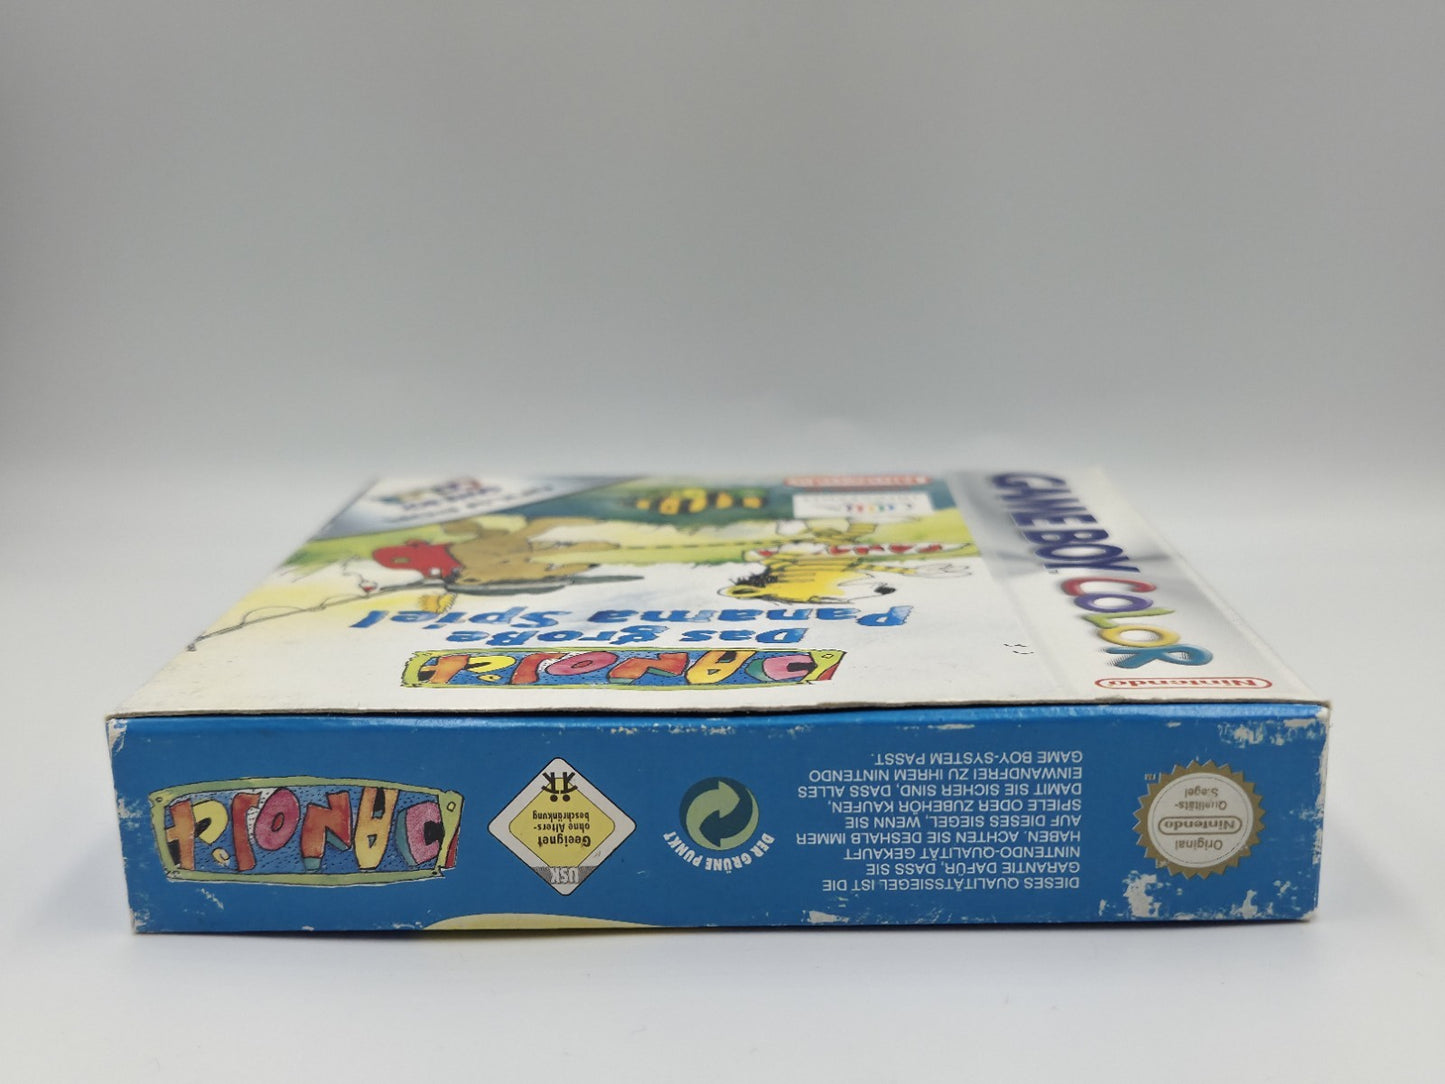 Nintendo
GAME BOY COLOR
Nintendo
JANOSCH
Das große
Panama Spiel
Original
Nintendo
Qualitäts-
Siegel
TM
DIESES QUALITÄTSSIEGEL IST DIE
GARANTIE DAFÜR, DASS SIE
NINTENDO-QUALITÄT GEKAUFT
HABEN. ACHTEN SIE DESHALB IMMER
AUF DIESES SIEGEL, WENN SIE
SPIELE ODER ZUBEHÖR KAUFEN,
DAMIT SIE SICHER SIND, DASS ALLES
EINWANDFREI ZU IHREM NINTENDO
GAME BOY-SYSTEM PASST.
DER GRÜNE PUNKT
USK
Geeignet
ohne Alters-
beschränkung
JANOSCH